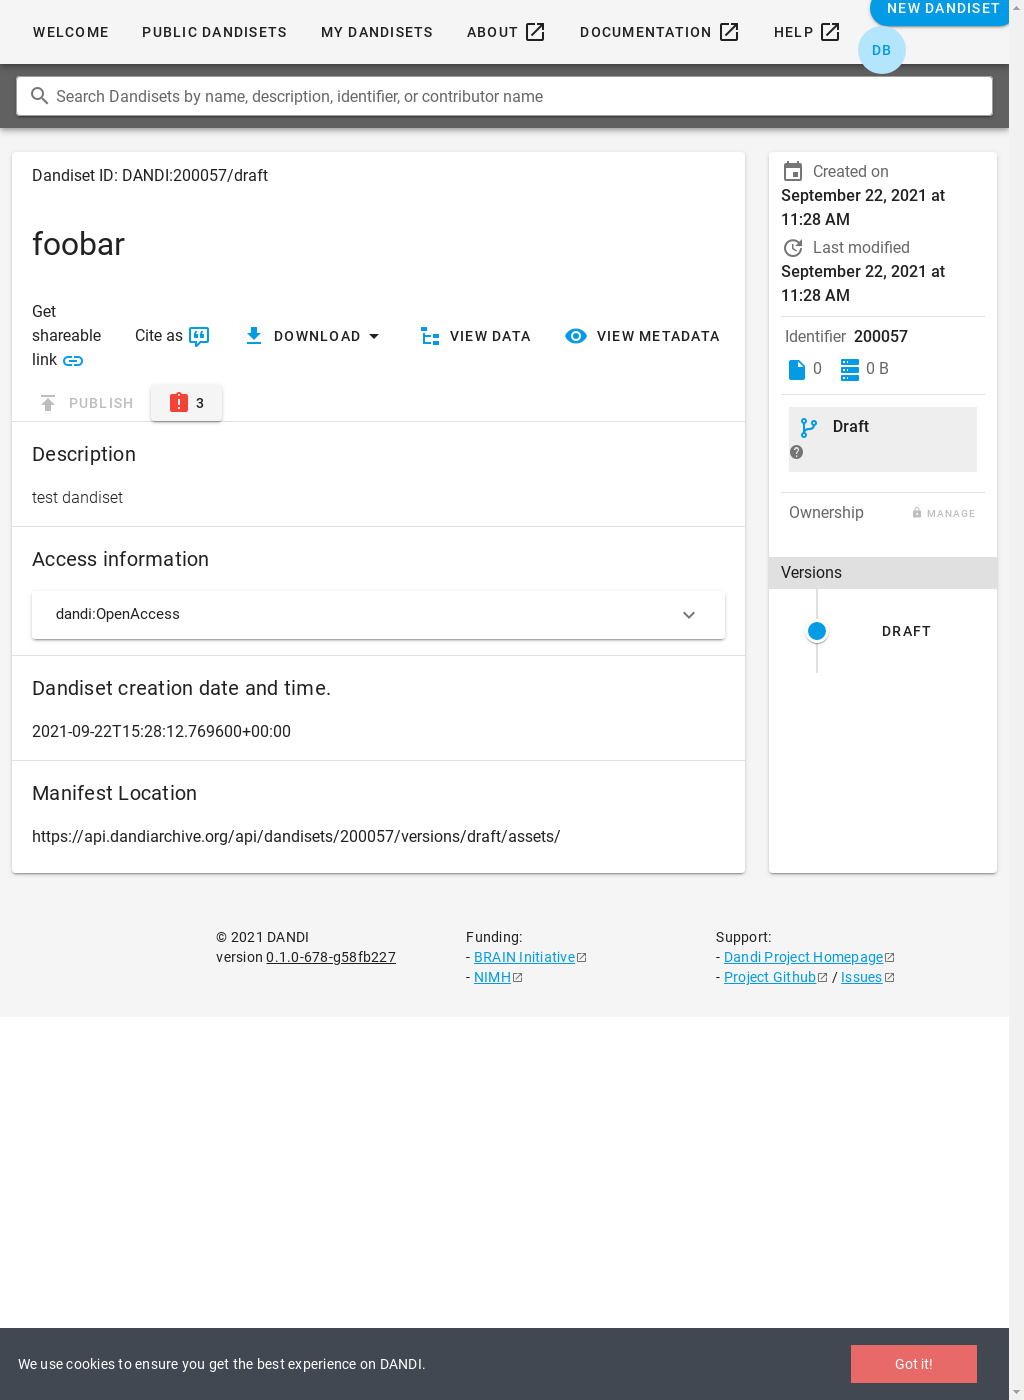 WELCOME
PUBLIC DANDISETS
MY DANDISETS
ABOUT
DOCUMENTATION
HELP
NEW DANDISET
DB
Search Dandisets by name, description, identifier, or contributor name
Dandiset ID: DANDI:200057/draft
foobar
Get
shareable
link
Cite as
DOWNLOAD
VIEW DATA
VIEW METADATA
PUBLISH
3
Description
test dandiset
Access information
dandi:OpenAccess
Dandiset creation date and time.
2021-09-22T15:28:12.769600+00:00
Manifest Location
https://api.dandiarchive.org/api/dandisets/200057/versions/draft/assets/
Created on
September 22, 2021 at
11:28 AM
Last modified
September 22, 2021 at
11:28 AM
Identifier 200057
0
0 B
Draft
Ownership
MANAGE
Versions
DRAFT
© 2021 DANDI
version 0.1.0-678-g58fb227
Funding:
- BRAIN Initiative
- NIMH
Support:
- Dandi Project Homepage
- Project Github / Issues
We use cookies to ensure you get the best experience on DANDI.
Got it!